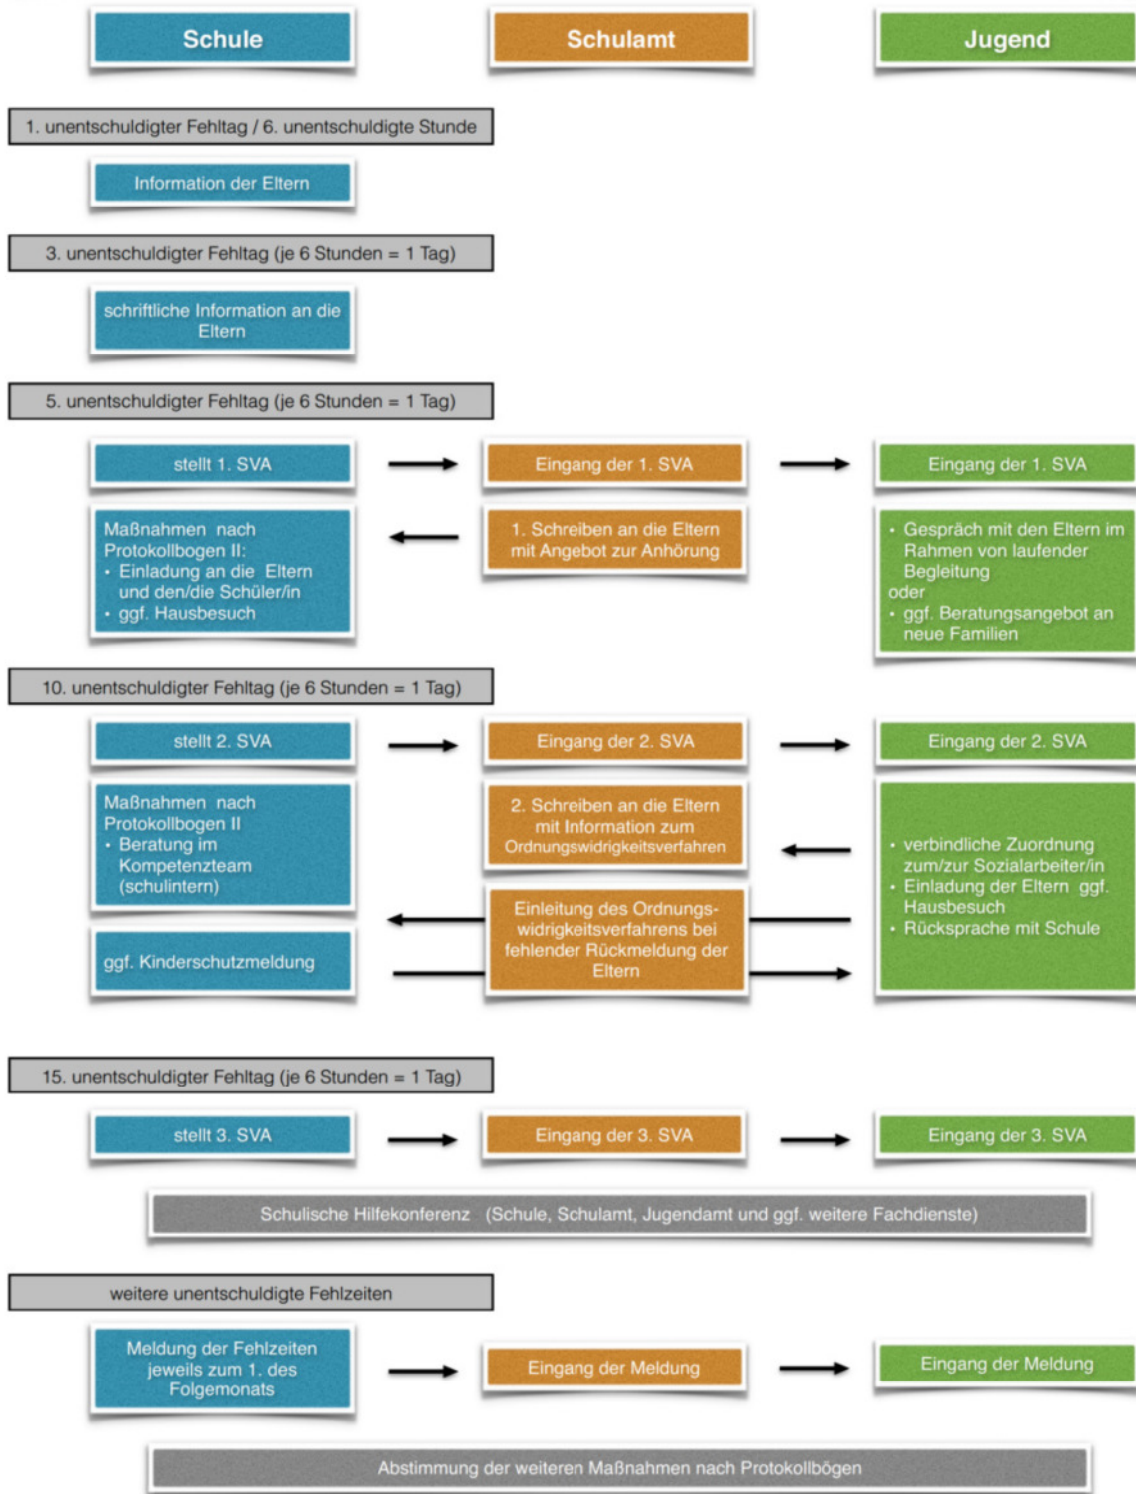 Schule
Schulamt
Jugend
1. unentschuldigter Fehltag / 6. unentschuldigte Stunde
Information der Eltern
3. unentschuldigter Fehltag (je 6 Stunden = 1 Tag)
schriftliche Information an die
Eltern
5. unentschuldigter Fehltag (je 6 Stunden = 1 Tag)
stellt 1. SVA
Eingang der 1. SVA
Eingang der 1. SVA
Maßnahmen nach
Protokollbogen II:
• Einladung an die Eltern
und den/die Schüler/in
• ggf. Hausbesuch
1. Schreiben an die Eltern
mit Angebot zur Anhörung
• Gespräch mit den Eltern im
Rahmen von laufender
Begleitung
oder
• ggf. Beratungsangebot an
neue Familien
10. unentschuldigter Fehltag (je 6 Stunden = 1 Tag)
stellt 2. SVA
Eingang der 2. SVA
Eingang der 2. SVA
Maßnahmen nach
Protokollbogen II
• Beratung im
Kompetenzteam
(schulintern)
ggf. Kinderschutzmeldung
2. Schreiben an die Eltern
mit Information zum
Ordnungswidrigkeitsverfahren
Einleitung des Ordnungs-
widrigkeitsverfahrens bei
fehlender Rückmeldung der
Eltern
• verbindliche Zuordnung
zum/zur Sozialarbeiter/in
• Einladung der Eltern ggf.
Hausbesuch
• Rücksprache mit Schule
15. unentschuldigter Fehltag (je 6 Stunden = 1 Tag)
stellt 3. SVA
Eingang der 3. SVA
Eingang der 3. SVA
Schulische Hilfekonferenz (Schule, Schulamt, Jugendamt und ggf. weitere Fachdienste)
weitere unentschuldigte Fehlzeiten
Meldung der Fehlzeiten
jeweils zum 1. des
Folgemonats
Eingang der Meldung
Eingang der Meldung
Abstimmung der weiteren Maßnahmen nach Protokollbögen